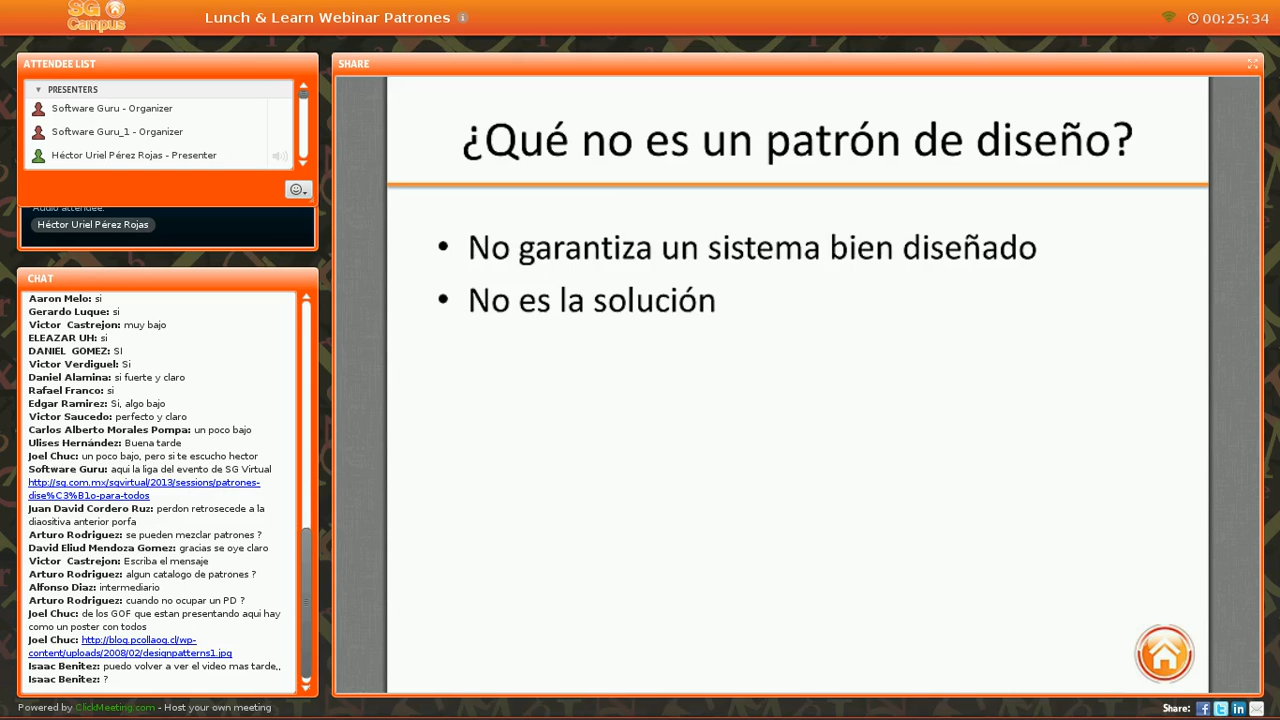 SG
Campus
Lunch & Learn Webinar Patrones
00:25:34
ATTENDEE LIST
PRESENTERS
Software Guru - Organizer
Software Guru_1 - Organizer
Héctor Uriel Pérez Rojas - Presenter
Audio attendee:
Héctor Uriel Pérez Rojas
CHAT
Aaron Melo: si
Gerardo Luque: si
Victor Castrejon: muy bajo
ELEAZAR UH: si
DANIEL GOMEZ: SI
Victor Verdiguel: Si
Daniel Alamina: si fuerte y claro
Rafael Franco: si
Edgar Ramirez: Si, algo bajo
Victor Saucedo: perfecto y claro
Carlos Alberto Morales Pompa: un poco bajo
Ulises Hernández: Buena tarde
Joel Chuc: un poco bajo, pero si te escucho hector
Software Guru: aqui la liga del evento de SG Virtual
http://sg.com.mx/sgvirtual/2013/sessions/patrones-
dise%C3%B1o-para-todos
Juan David Cordero Ruz: perdon retrosecede a la
diaositiva anterior porfa
Arturo Rodriguez: se pueden mezclar patrones ?
David Eliud Mendoza Gomez: gracias se oye claro
Victor Castrejon: Escriba el mensaje
Arturo Rodriguez: algun catalogo de patrones ?
Alfonso Diaz: intermediario
Arturo Rodriguez: cuando no ocupar un PD ?
Joel Chuc: de los GOF que estan presentando aqui hay
como un poster con todos
Joel Chuc: http://blog.pcollaog.cl/wp-
content/uploads/2008/02/designpatterns1.jpg
Isaac Benitez: puedo volver a ver el video mas tarde,,
Isaac Benitez: ?
SHARE
¿Qué no es un patrón de diseño?
• No garantiza un sistema bien diseñado
• No es la solución
Powered by ClickMeeting.com - Host your own meeting
Share: